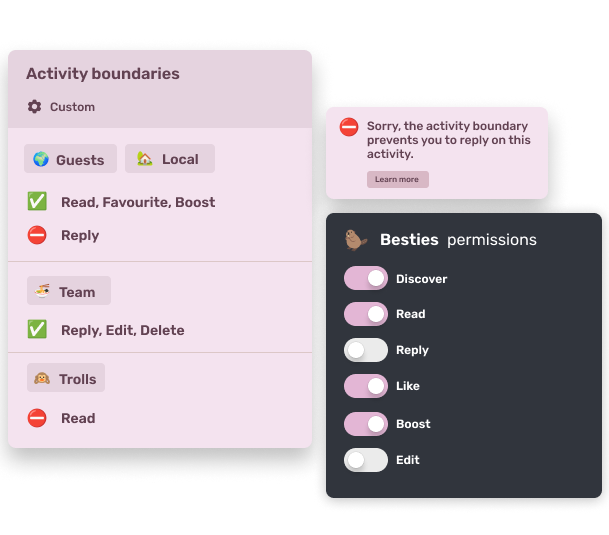 Activity boundaries
Custom
Guests
Local
Read, Favourite, Boost
Reply
Team
Reply, Edit, Delete
Trolls
Read
Sorry, the activity boundary
prevents you to reply on this
activity.
Learn more
Besties permissions
Discover
Read
Reply
Like
Boost
Edit